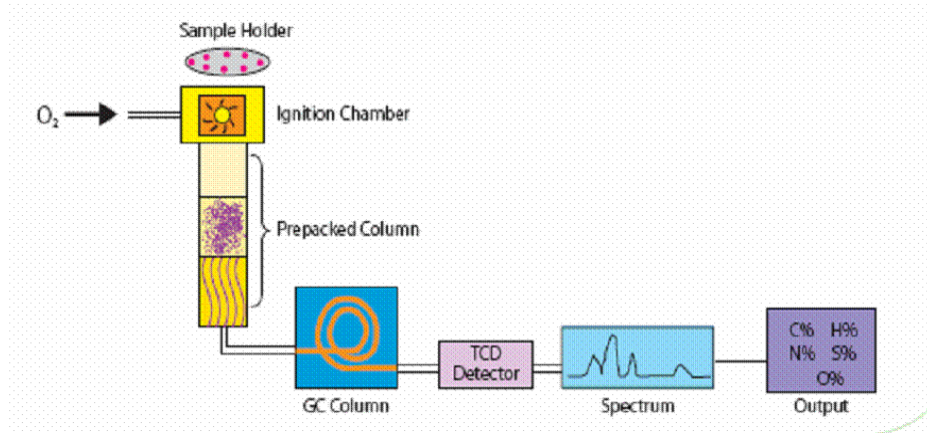 Sample Holder
O₂
Ignition Chamber
Prepacked Column
GC Column
TCD
Detector
Spectrum
C% H%
N% S%
O%
Output